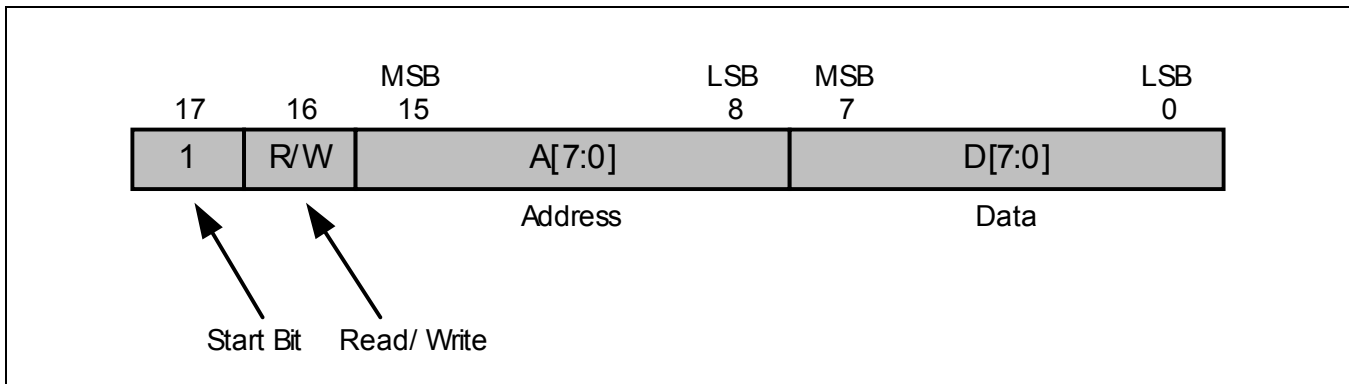 MSB LSB MSB LSB
17 16 15 8 7 0
1 R/W A[7:0] D[7:0]
Address Data
Start Bit Read/ Write